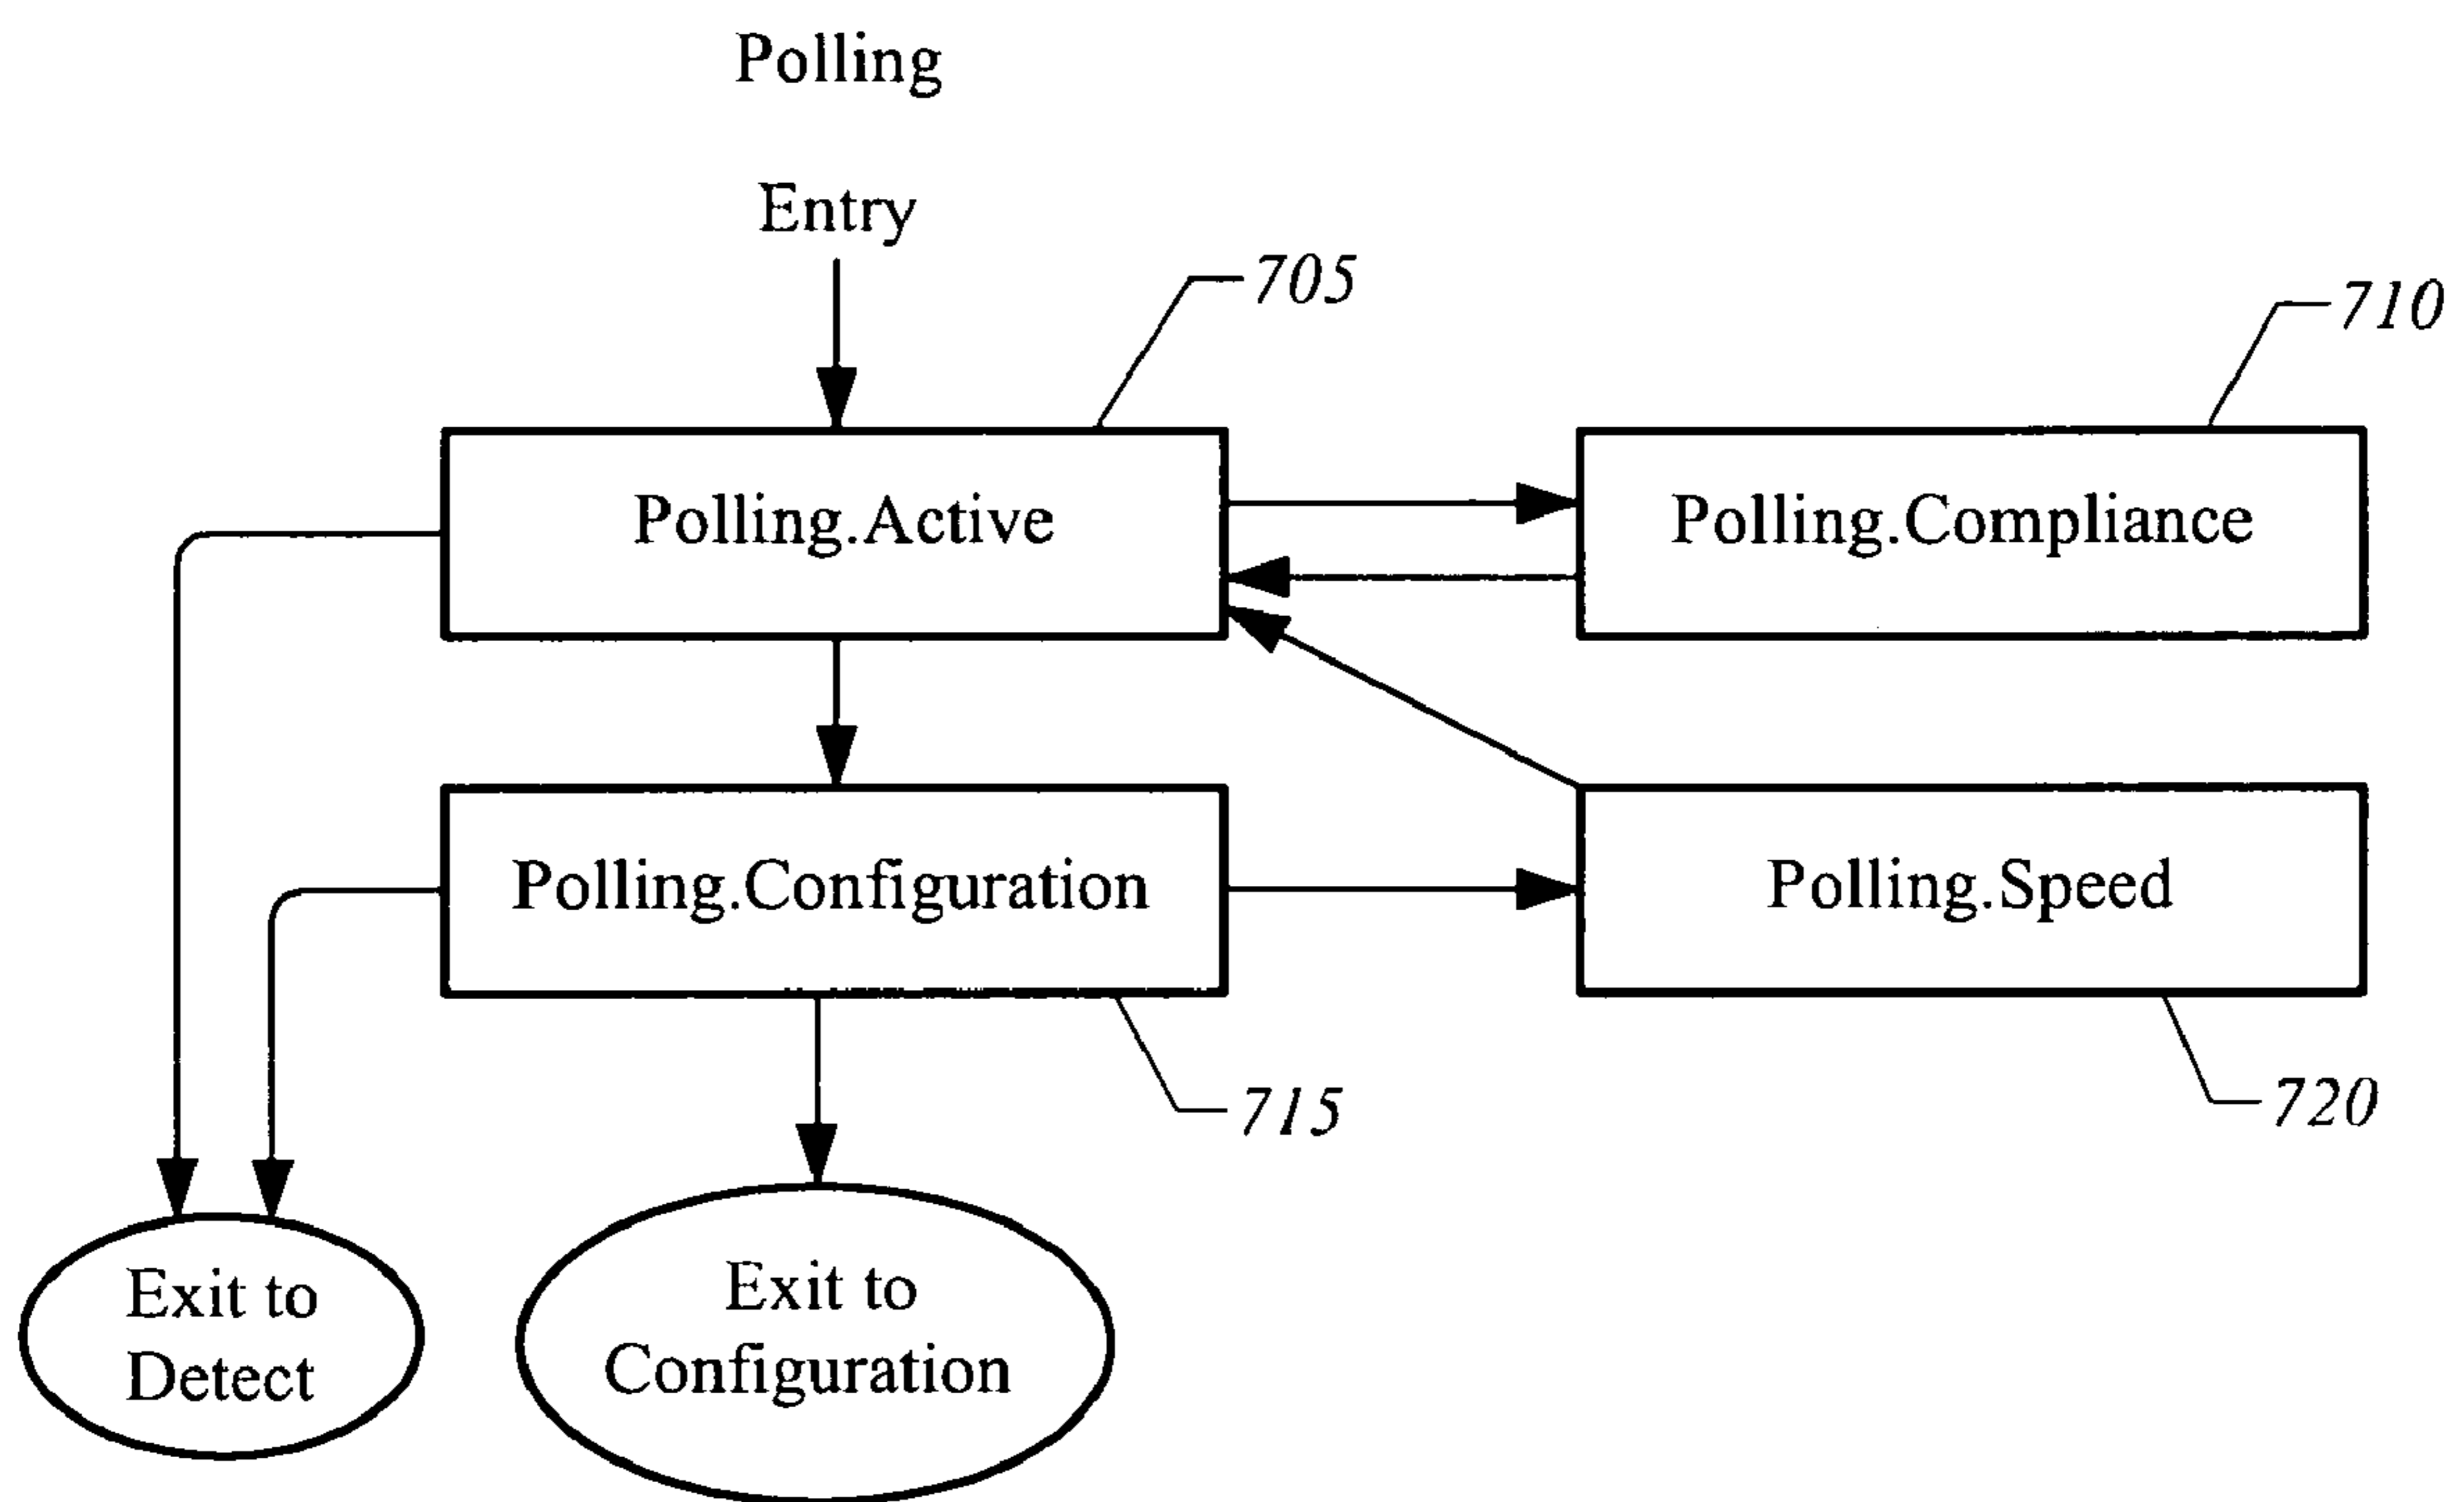 Polling
Entry
705
710
Polling.Active
Polling.Compliance
Polling.Configuration
Polling.Speed
715
720
Exit to
Detect
Exit to
Configuration